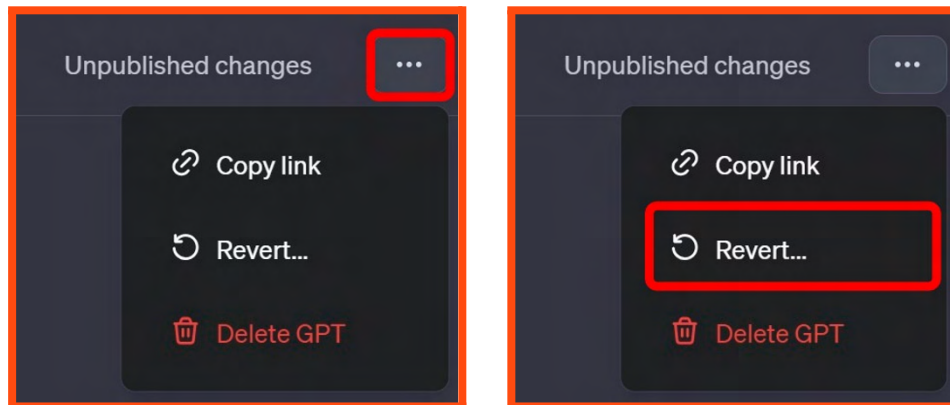 Unpublished changes ...
Copy link
Revert...
Delete GPT
Unpublished changes ...
Copy link
Revert...
Delete GPT